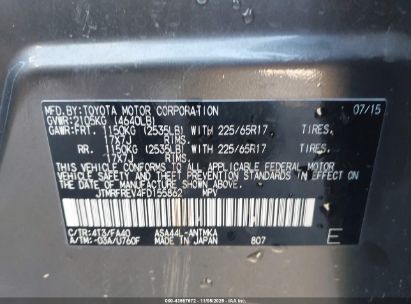 MFD.BY:TOYOTA MOTOR CORPORATION 07/15
GVWR:2105KG (4640LB)
GAWR:FRT. 1150KG (2535LB) WITH 225/65R17 TIRES,
17X7J RIMS,
RR. 1150KG (2535LB) WITH 225/65R17 TIRES,
17X7J RIMS,
THIS VEHICLE CONFORMS TO ALL APPLICABLE FEDERAL MOTOR
VEHICLE SAFETY AND BUMPER STANDARDS IN EFFECT ON THE
DATE OF MANUFACTURE SHOWN ABOVE.
JTMRFREV4FD155862 MPV
C/TR:4T3/FA40 ASA44L-ANTMKA
A/TM:-03A/U760F MADE IN JAPAN 807 E